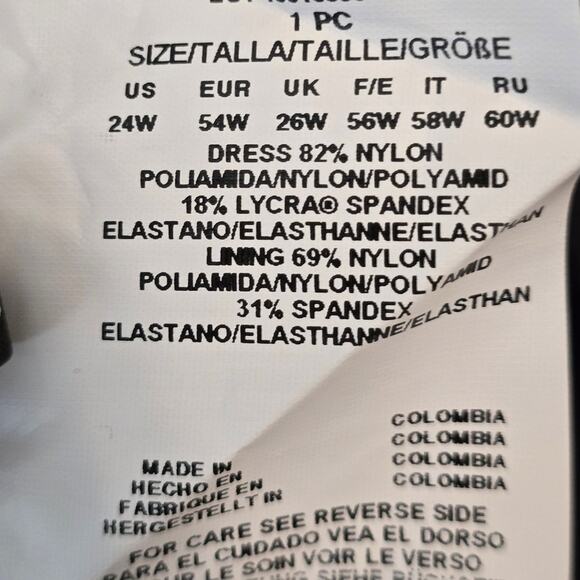 1 PC
SIZE/TALLA/TAILLE/GRÖßE
US EUR UK F/E IT RU
24W 54W 26W 56W 58W 60W
DRESS 82% NYLON
POLIAMIDA/NYLON/POLYAMID
18% LYCRA® SPANDEX
ELASTANO/ELASTHANNE/ELASTHAN
LINING 69% NYLON
POLIAMIDA/NYLON/POLYAMID
31% SPANDEX
ELASTANO/ELASTHANNE/ELASTHAN
MADE IN COLOMBIA
HECHO EN COLOMBIA
FABRIQUE EN COLOMBIA
HERGESTELLT IN COLOMBIA
FOR CARE SEE REVERSE SIDE
PARA EL CUIDADO VEA EL DORSO
LE SOIN VOIR LE VERSO